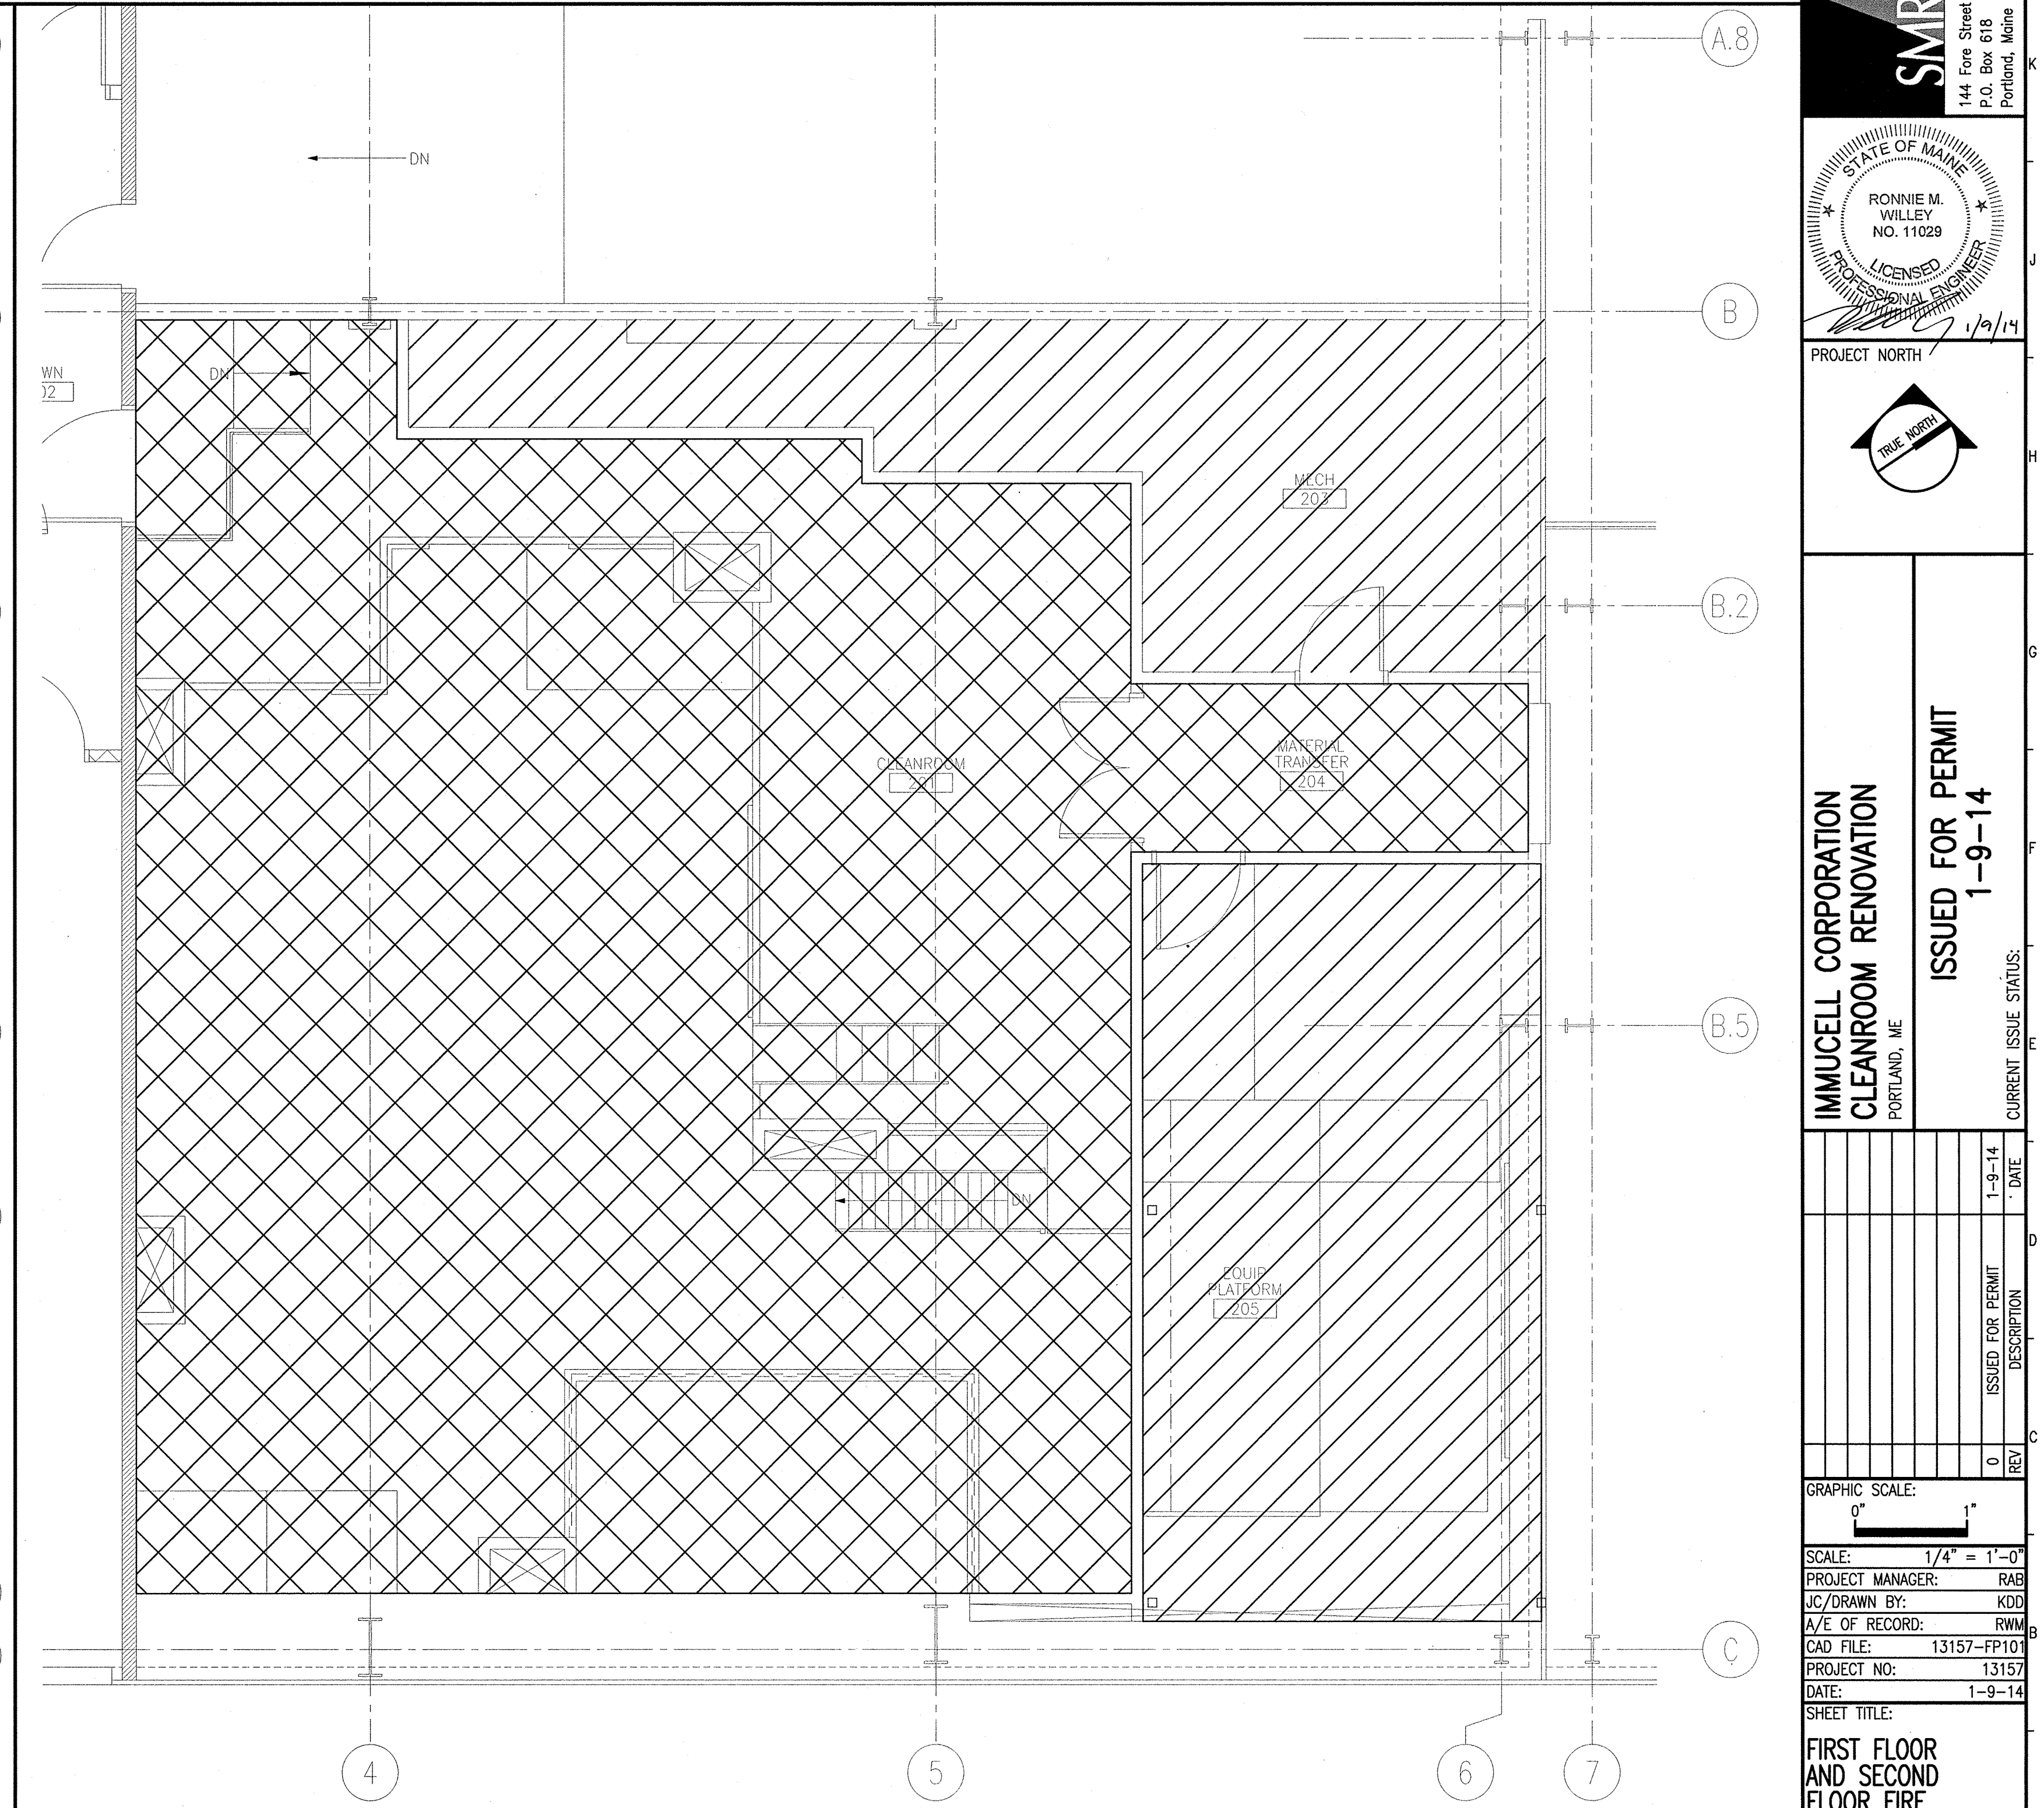 A.8
DN
B
WN
02
DN
MECH
203
B.2
CLEANROOM
201
MATERIAL
TRANSFER
204
B.5
DN
EQUIP
PLATFORM
205
C
4
5
6
7
SMR
144 Fore Street
P.O. Box 618
Portland, Maine
STATE OF MAINE
RONNIE M.
WILLEY
NO. 11029
LICENSED
PROFESSIONAL ENGINEER
1/9/14
PROJECT NORTH
TRUE NORTH
IMMUCELL CORPORATION
CLEANROOM RENOVATION
PORTLAND, ME
ISSUED FOR PERMIT
1-9-14
CURRENT ISSUE STATUS:
0 ISSUED FOR PERMIT 1-9-14
REV DESCRIPTION DATE
GRAPHIC SCALE:
0" 1"
SCALE: 1/4" = 1'-0"
PROJECT MANAGER: RAB
JC/DRAWN BY: KDD
A/E OF RECORD: RWM
CAD FILE: 13157-FP101
PROJECT NO: 13157
DATE: 1-9-14
SHEET TITLE:
FIRST FLOOR
AND SECOND
FLOOR FIRE
K
J
H
G
F
E
D
C
B